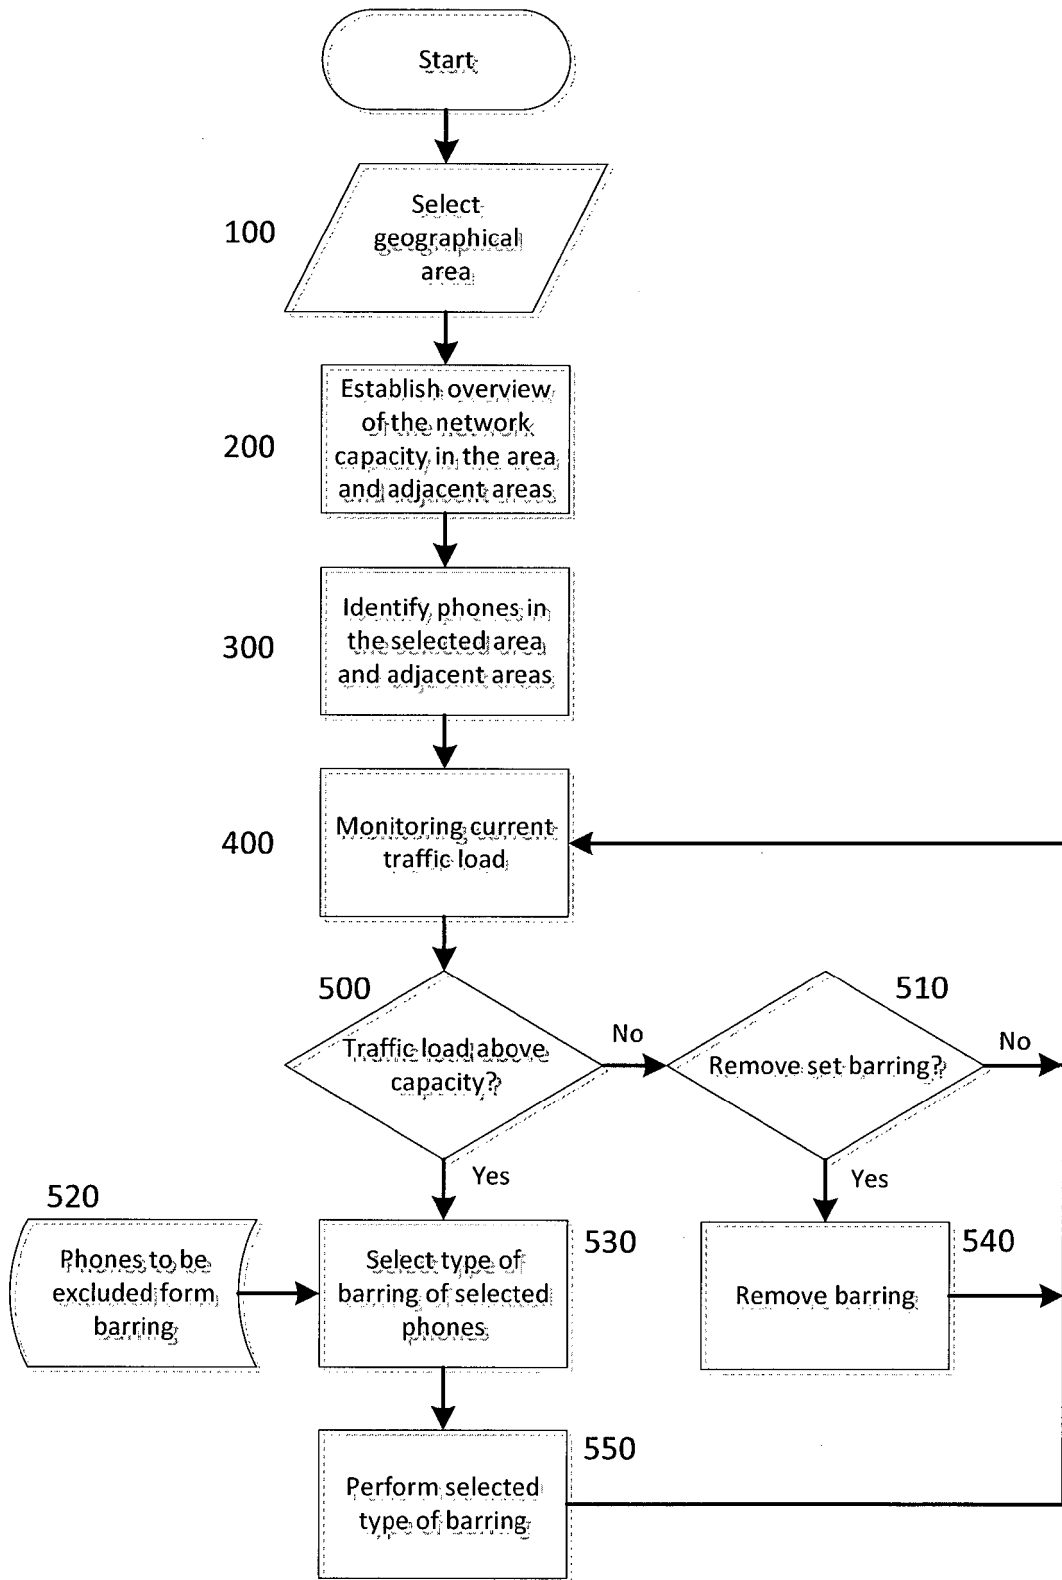 Start
100
Select
geographical
area
200
Establish overview
of the network
capacity in the area
and adjacent areas
300
Identify phones in
the selected area
and adjacent areas
400
Monitoring current
traffic load
500
Traffic load above
capacity?
No
510
Remove set barring?
No
Yes
Yes
520
Phones to be
excluded form
barring
530
Select type of
barring of selected
phones
540
Remove barring
550
Perform selected
type of barring